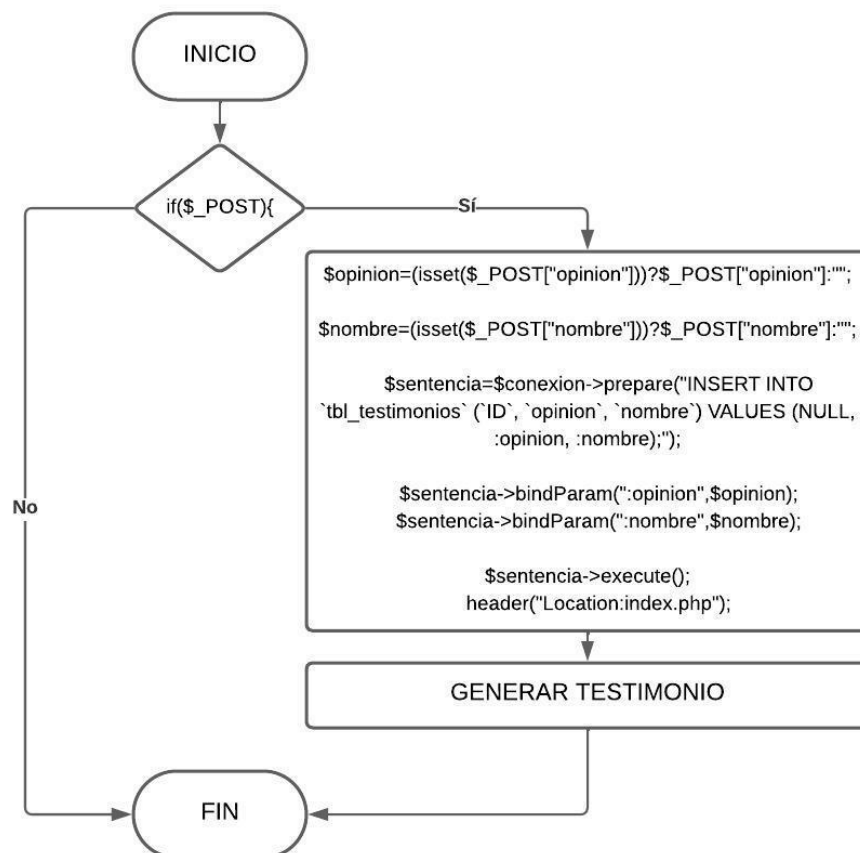 INICIO
if($_POST){
Sí
$opinion=(isset($_POST["opinion"]))?$_POST["opinion"]:"";
$nombre=(isset($_POST["nombre"]))?$_POST["nombre"]:"";
$sentencia=$conexion->prepare("INSERT INTO
`tbl_testimonios` (`ID`, `opinion`, `nombre`) VALUES (NULL,
:opinion, :nombre);");
$sentencia->bindParam(":opinion",$opinion);
$sentencia->bindParam(":nombre",$nombre);
No
$sentencia->execute();
header("Location:index.php");
GENERAR TESTIMONIO
FIN